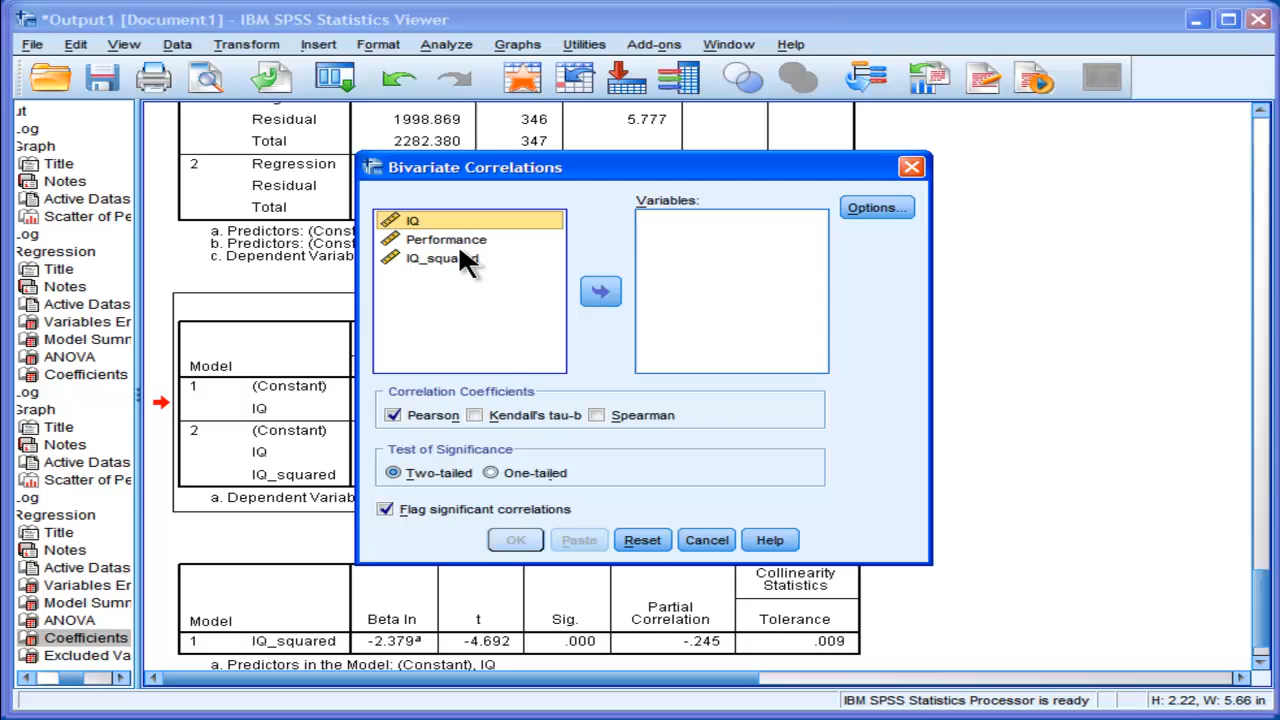 *Output1 [Document1] - IBM SPSS Statistics Viewer
File Edit View Data Transform Insert Format Analyze Graphs Utilities Add-ons Window Help
ut
Log
Graph
Title
Notes
Active Datas
Scatter of Pe
Log
Regression
Title
Notes
Active Datas
Variables Er
Model Summ
ANOVA
Coefficients
Log
Graph
Title
Notes
Active Datas
Scatter of Pe
Log
Regression
Title
Notes
Active Datas
Variables Er
Model Summ
ANOVA
Coefficients
Excluded Va
Residual 1998.869 346 5.777
Total 2282.380 347
2 Regression
Residual
Total
a. Predictors: (Const
b. Predictors: (Const
c. Dependent Variab
Model
1 (Constant)
IQ
2 (Constant)
IQ
IQ_squared
a. Dependent Variab
Bivariate Correlations
IQ
Performance
Variables:
Options...
Correlation Coefficients
Pearson Kendall's tau-b Spearman
Test of Significance
Two-tailed One-tailed
Flag significant correlations
OK Paste Reset Cancel Help
Collinearity
Statistics
Model Beta In t Sig. Partial
Correlation Tolerance
1 IQ_squared -2.379ª -4.692 .000 -.245 .009
a. Predictors in the Model: (Constant), IQ
IBM SPSS Statistics Processor is ready H: 2.22, W: 5.66 in